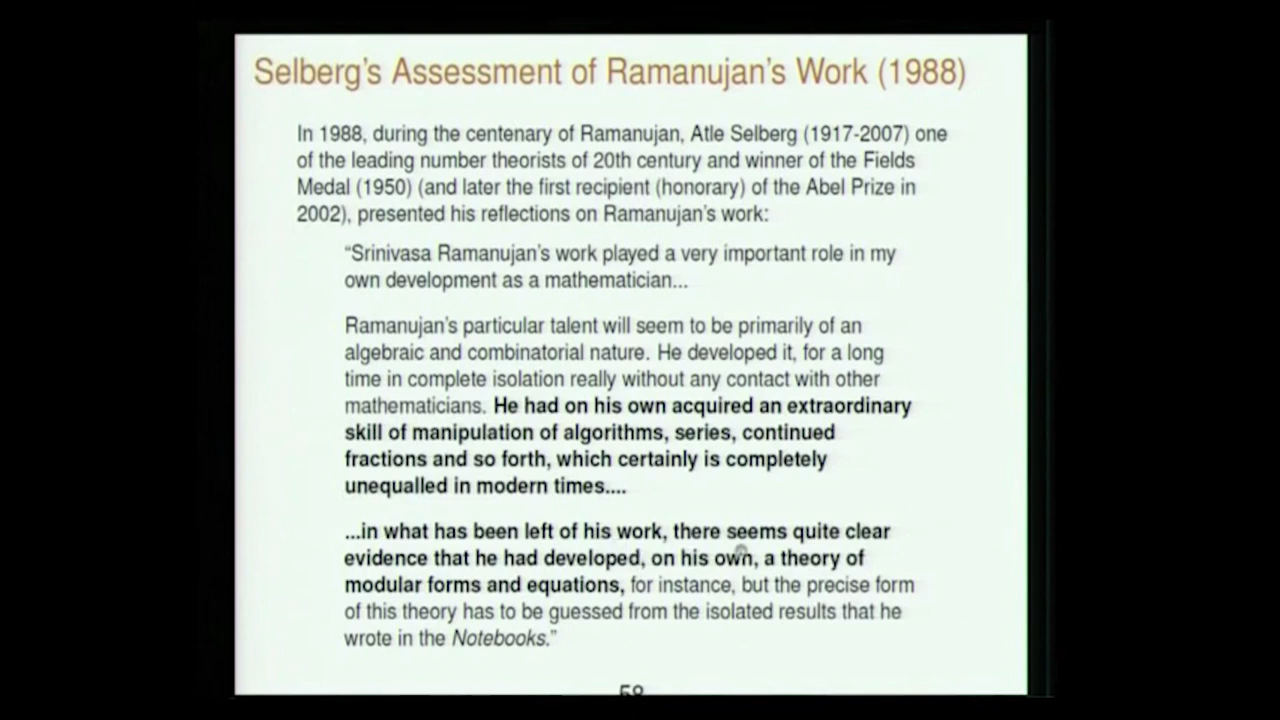 Selberg's Assessment of Ramanujan's Work (1988)
In 1988, during the centenary of Ramanujan, Atle Selberg (1917-2007) one
of the leading number theorists of 20th century and winner of the Fields
Medal (1950) (and later the first recipient (honorary) of the Abel Prize in
2002), presented his reflections on Ramanujan's work:
“Srinivasa Ramanujan's work played a very important role in my
own development as a mathematician...
Ramanujan's particular talent will seem to be primarily of an
algebraic and combinatorial nature. He developed it, for a long
time in complete isolation really without any contact with other
mathematicians. He had on his own acquired an extraordinary
skill of manipulation of algorithms, series, continued
fractions and so forth, which certainly is completely
unequalled in modern times....
...in what has been left of his work, there seems quite clear
evidence that he had developed, on his own, a theory of
modular forms and equations, for instance, but the precise form
of this theory has to be guessed from the isolated results that he
wrote in the Notebooks.”